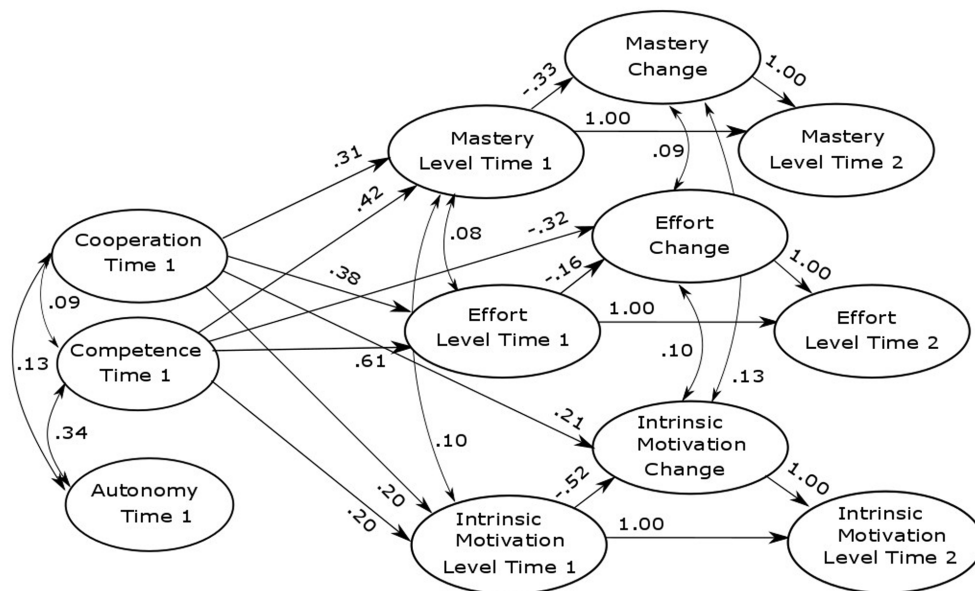 Mastery
Change
-.33
1.00
Mastery
Level Time 1
1.00
Mastery
Level Time 2
.31
.09
.42
Cooperation
Time 1
-.32
Effort
Change
.08
.38
-.16
1.00
.09
Effort
Level Time 1
1.00
Effort
Level Time 2
Competence
Time 1
.61
.10
.13
.13
.34
.21
Intrinsic
Motivation
Change
.10
Autonomy
Time 1
.20
.20
-.52
1.00
Intrinsic
Motivation
Level Time 1
1.00
Intrinsic
Motivation
Level Time 2